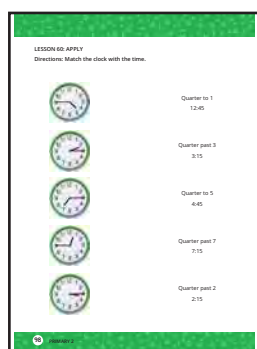 LESSON 60: APPLY
Directions: Match the clock with the time.
Quarter to 1
12:45
Quarter past 3
3:15
Quarter to 5
4:45
Quarter past 7
7:15
Quarter past 2
2:15
98 PRIMARY 2